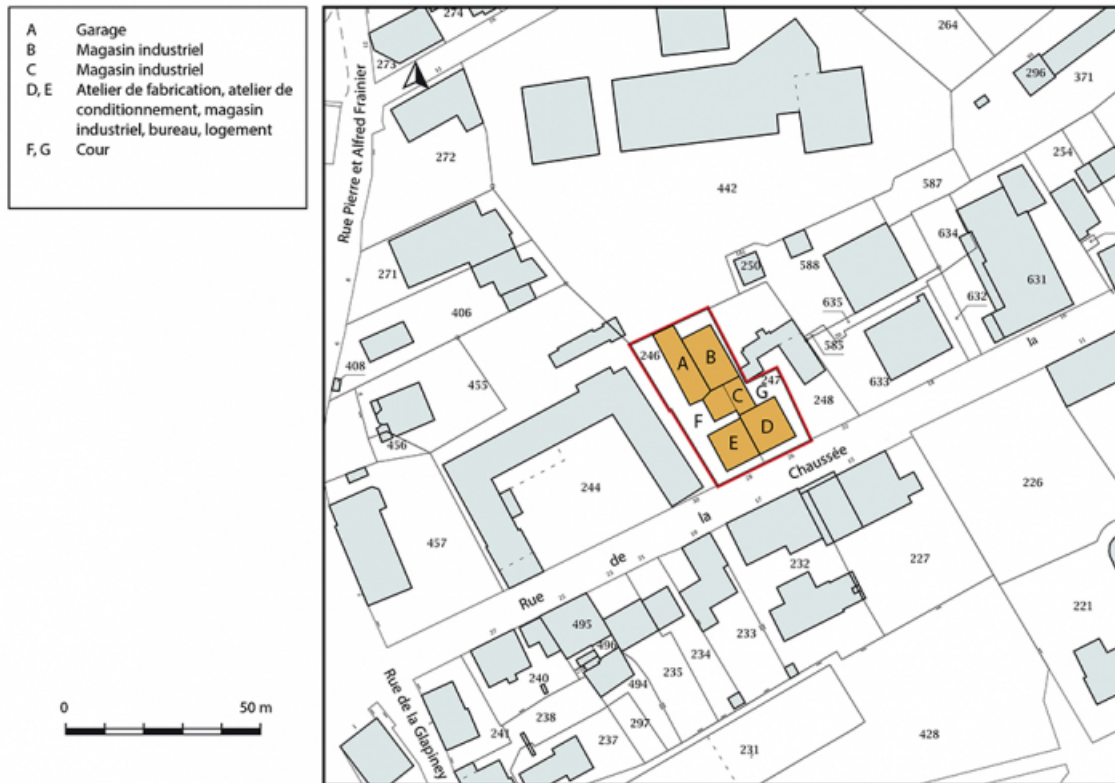 A Garage
B Magasin industriel
C Magasin industriel
D, E Atelier de fabrication, atelier de
conditionnement, magasin
industriel, bureau, logement
F, G Cour
0 50 m
274
264
273
296
371
Rue Pierre et Alfred Frainier
272
254
442
587
634
271
250
588
631
406
635
632
585
la
246
A
B
408
247
455
C
G
248
633
F
D
E
456
Chaussée
226
244
457
la
de
232
227
Rue
495
221
496
233
234
240
494
235
Rue de la Glapiney
238
297
241
237
231
428